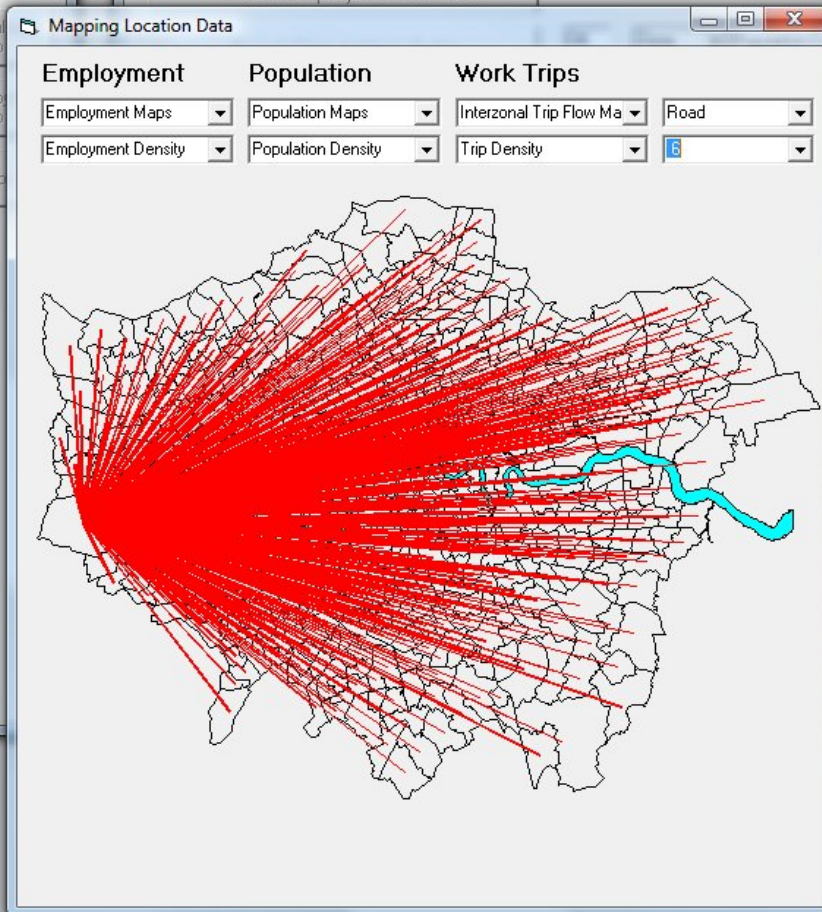 Mapping Location Data
Employment Population Work Trips
Employment Maps Population Maps Interzonal Trip Flow Ma Road
Employment Density Population Density Trip Density 6